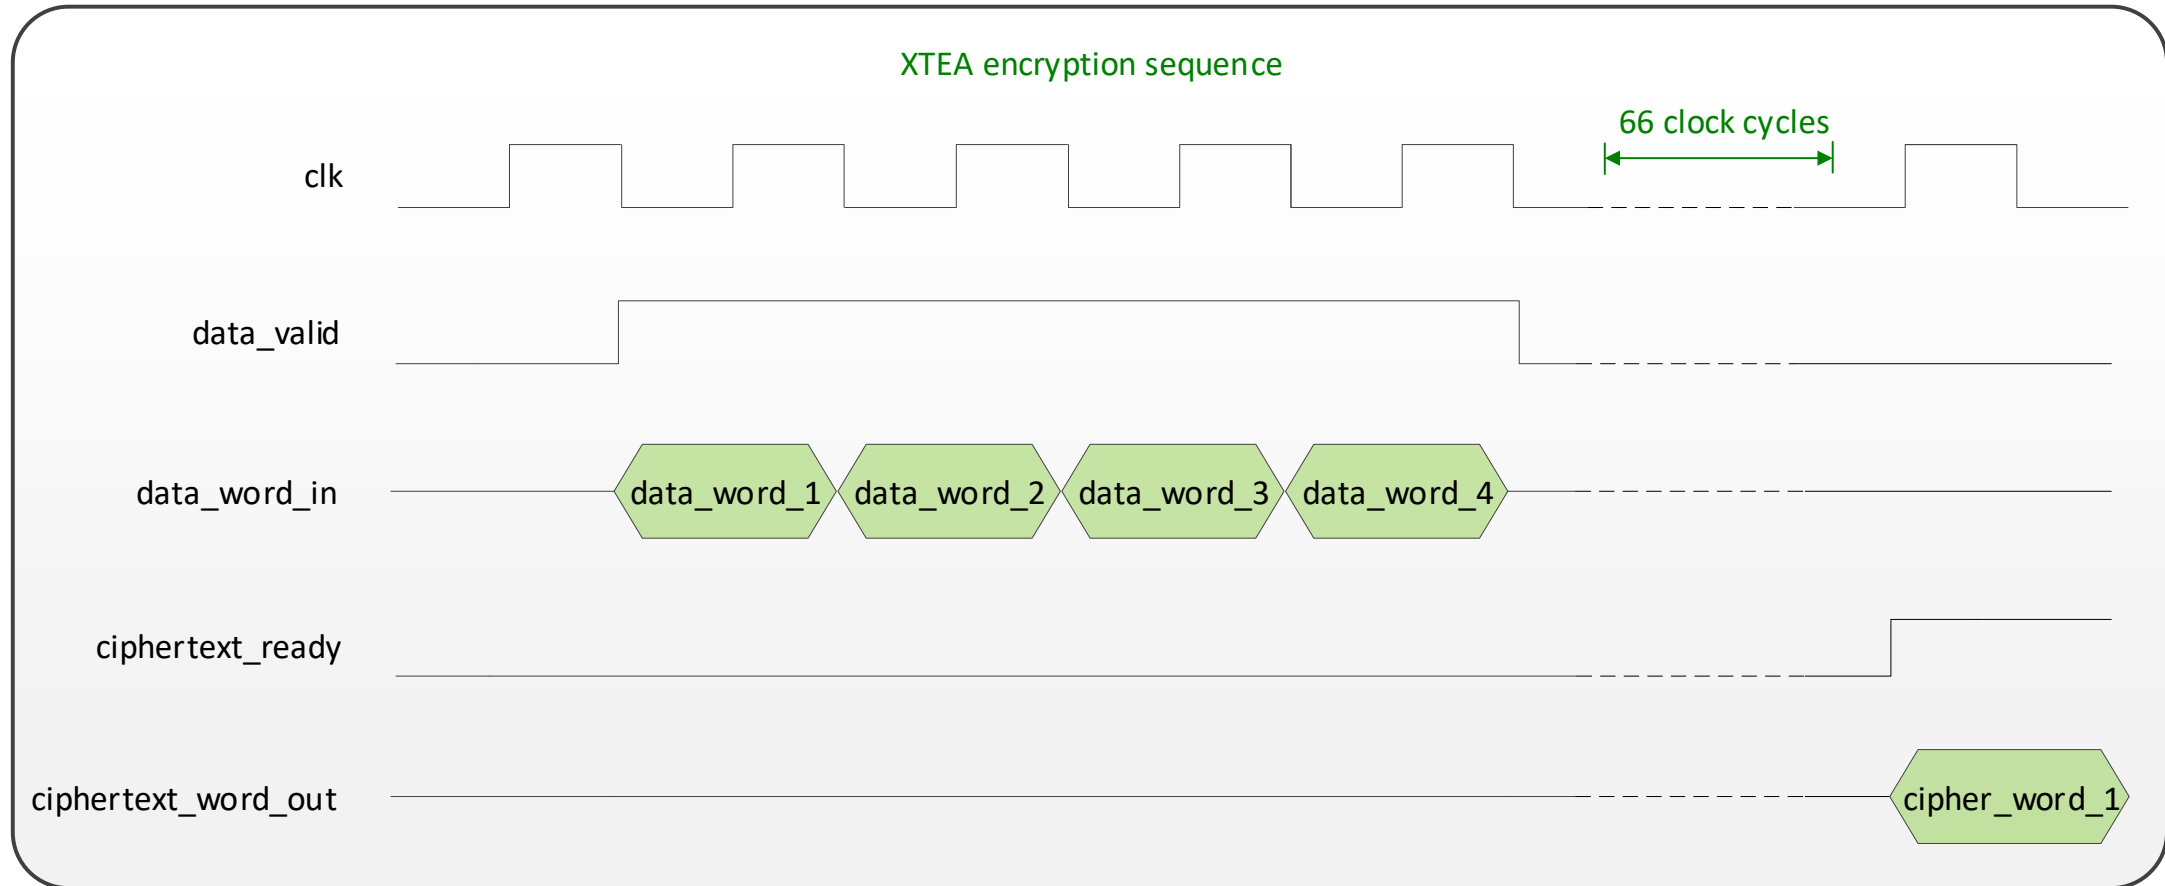 XTEA encryption sequence
66 clock cycles
clk
data_valid
data_word_in
data_word_1
data_word_2
data_word_3
data_word_4
ciphertext_ready
ciphertext_word_out
cipher_word_1